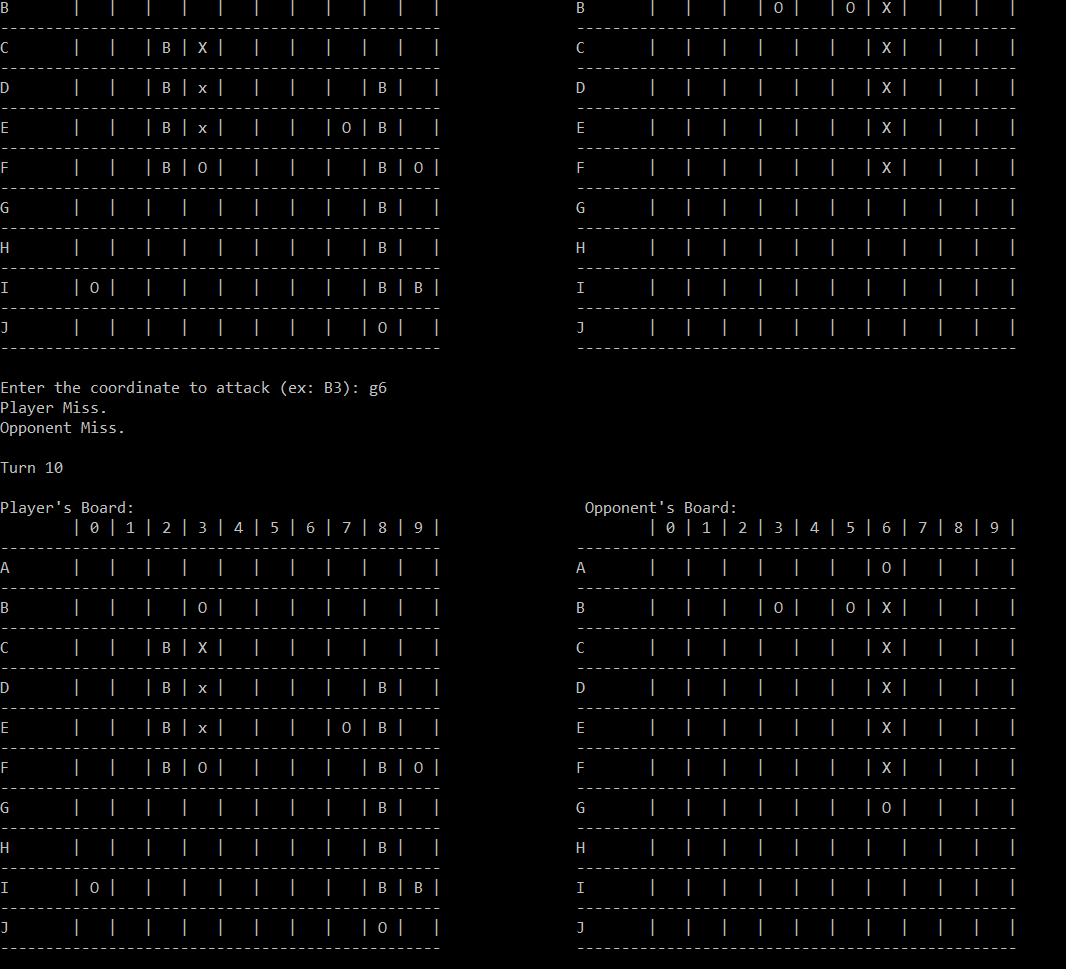 B       |   |   |   |   |   |   |   |   |   |   |               B       |   |   |   | O |   | O | X |   |   |   |
-------------------------------------------------               -------------------------------------------------
C       |   |   | B | X |   |   |   |   |   |   |               C       |   |   |   |   |   |   | X |   |   |   |
-------------------------------------------------               -------------------------------------------------
D       |   |   | B | x |   |   |   |   | B |   |               D       |   |   |   |   |   |   | X |   |   |   |
-------------------------------------------------               -------------------------------------------------
E       |   |   | B | x |   |   |   | O | B |   |               E       |   |   |   |   |   |   | X |   |   |   |
-------------------------------------------------               -------------------------------------------------
F       |   |   | B | O |   |   |   |   | B | O |               F       |   |   |   |   |   |   | X |   |   |   |
-------------------------------------------------               -------------------------------------------------
G       |   |   |   |   |   |   |   |   | B |   |               G       |   |   |   |   |   |   |   |   |   |   |
-------------------------------------------------               -------------------------------------------------
H       |   |   |   |   |   |   |   |   | B |   |               H       |   |   |   |   |   |   |   |   |   |   |
-------------------------------------------------               -------------------------------------------------
I       | O |   |   |   |   |   |   |   | B | B |               I       |   |   |   |   |   |   |   |   |   |   |
-------------------------------------------------               -------------------------------------------------
J       |   |   |   |   |   |   |   |   | O |   |               J       |   |   |   |   |   |   |   |   |   |   |
-------------------------------------------------               -------------------------------------------------
Enter the coordinate to attack (ex: B3): g6
Player Miss.
Opponent Miss.
Turn 10
Player's Board:                                                  Opponent's Board:
        | 0 | 1 | 2 | 3 | 4 | 5 | 6 | 7 | 8 | 9 |                       | 0 | 1 | 2 | 3 | 4 | 5 | 6 | 7 | 8 | 9 |
-------------------------------------------------               -------------------------------------------------
A       |   |   |   |   |   |   |   |   |   |   |               A       |   |   |   |   |   |   | O |   |   |   |
-------------------------------------------------               -------------------------------------------------
B       |   |   |   | O |   |   |   |   |   |   |               B       |   |   |   | O |   | O | X |   |   |   |
-------------------------------------------------               -------------------------------------------------
C       |   |   | B | X |   |   |   |   |   |   |               C       |   |   |   |   |   |   | X |   |   |   |
-------------------------------------------------               -------------------------------------------------
D       |   |   | B | x |   |   |   |   | B |   |               D       |   |   |   |   |   |   | X |   |   |   |
-------------------------------------------------               -------------------------------------------------
E       |   |   | B | x |   |   |   | O | B |   |               E       |   |   |   |   |   |   | X |   |   |   |
-------------------------------------------------               -------------------------------------------------
F       |   |   | B | O |   |   |   |   | B | O |               F       |   |   |   |   |   |   | X |   |   |   |
-------------------------------------------------               -------------------------------------------------
G       |   |   |   |   |   |   |   |   | B |   |               G       |   |   |   |   |   |   | O |   |   |   |
-------------------------------------------------               -------------------------------------------------
H       |   |   |   |   |   |   |   |   | B |   |               H       |   |   |   |   |   |   |   |   |   |   |
-------------------------------------------------               -------------------------------------------------
I       | O |   |   |   |   |   |   |   | B | B |               I       |   |   |   |   |   |   |   |   |   |   |
-------------------------------------------------               -------------------------------------------------
J       |   |   |   |   |   |   |   |   | O |   |               J       |   |   |   |   |   |   |   |   |   |   |
-------------------------------------------------               -------------------------------------------------